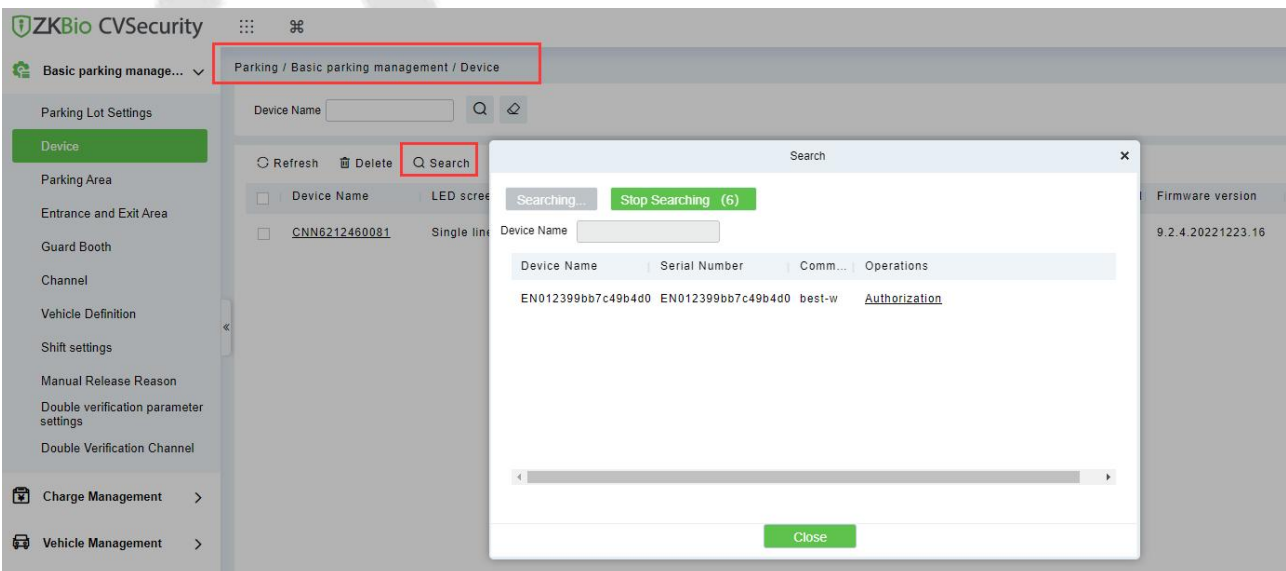 ZKBio CVSecurity
Basic parking manage...
Parking Lot Settings
Device
Parking Area
Entrance and Exit Area
Guard Booth
Channel
Vehicle Definition
Shift settings
Manual Release Reason
Double verification parameter
settings
Double Verification Channel
Charge Management
Vehicle Management
Parking / Basic parking management / Device
Device Name
Refresh Delete Search
Device Name LED scree Firmware version
CNN6212460081 Single line 9.2.4.20221223.16
Search
Searching... Stop Searching (6)
Device Name
Device Name Serial Number Comm... Operations
EN012399bb7c49b4d0 EN012399bb7c49b4d0 best-w Authorization
Close